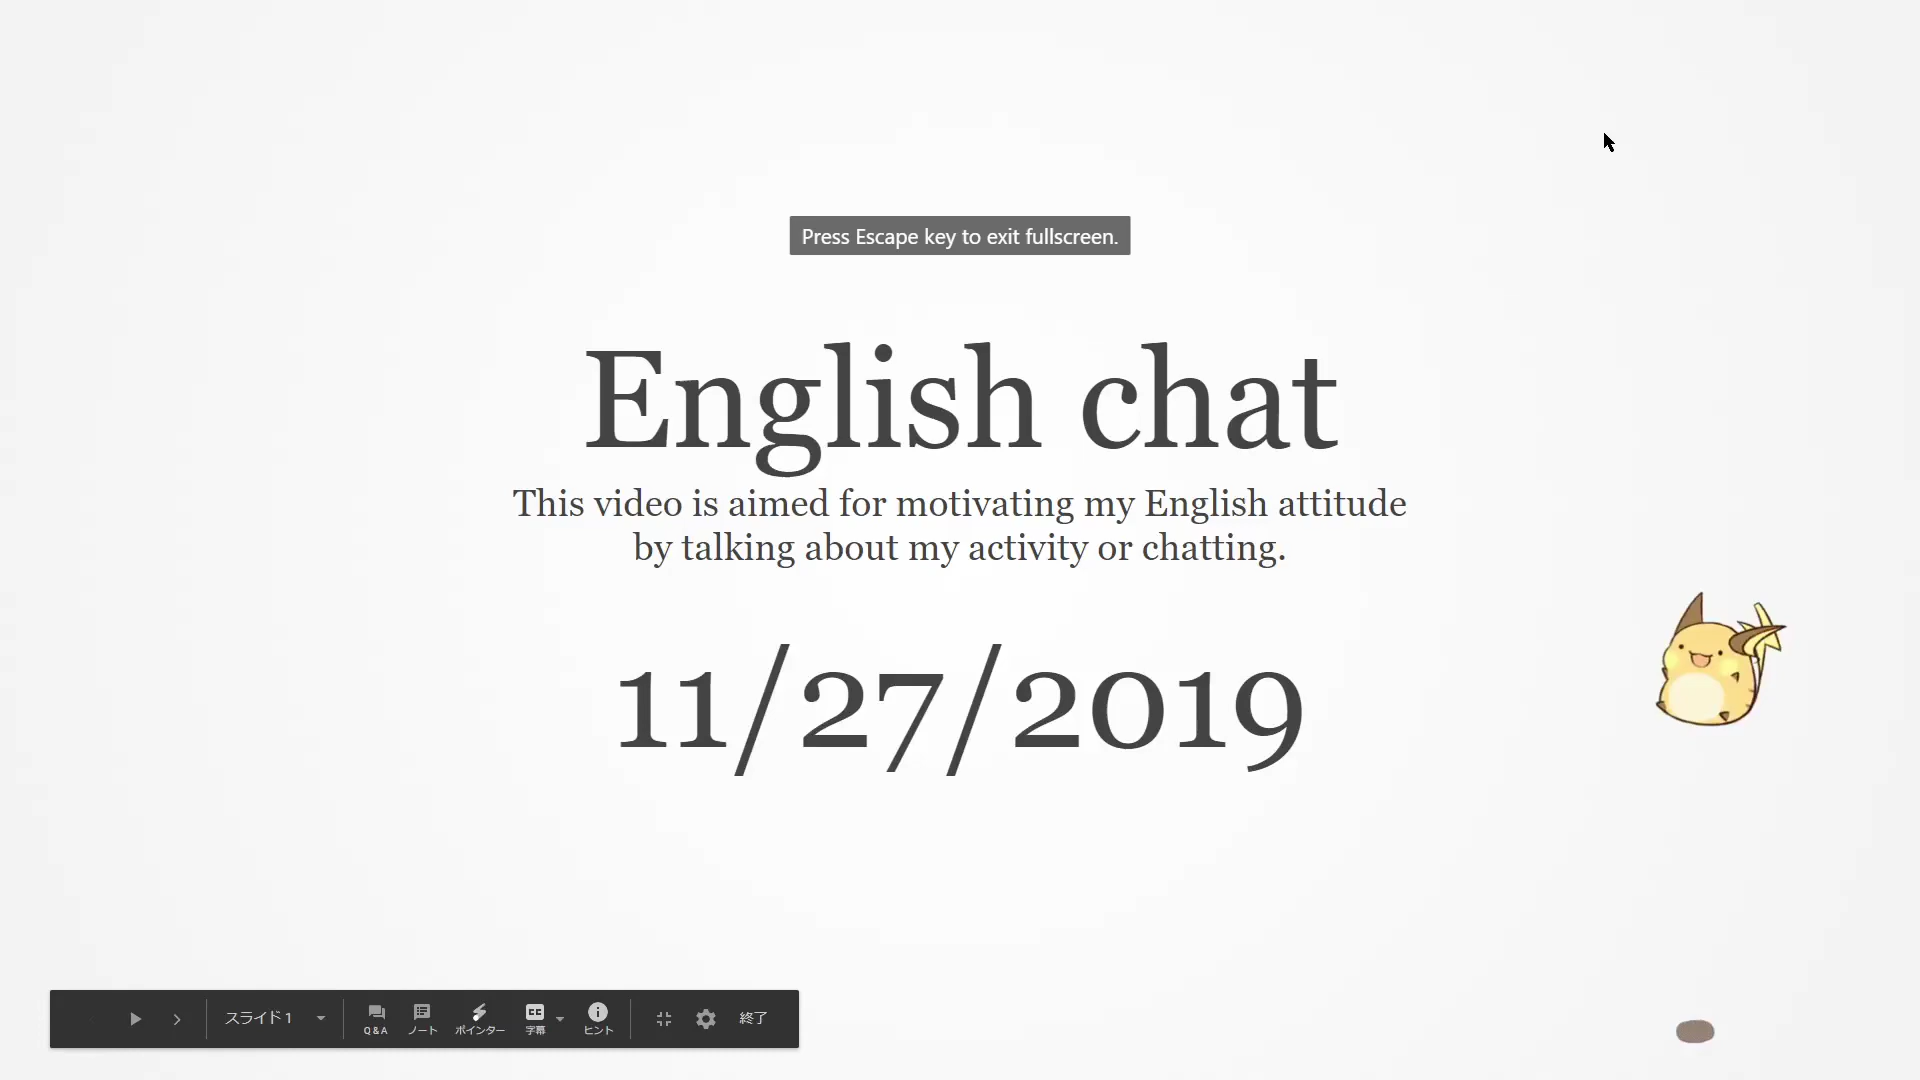 Press Escape key to exit fullscreen.
English chat
This video is aimed for motivating my English attitude
by talking about my activity or chatting.
11/27/2019
スライド 1
Q&A
ノート
ポインター
字幕
ヒント
終了